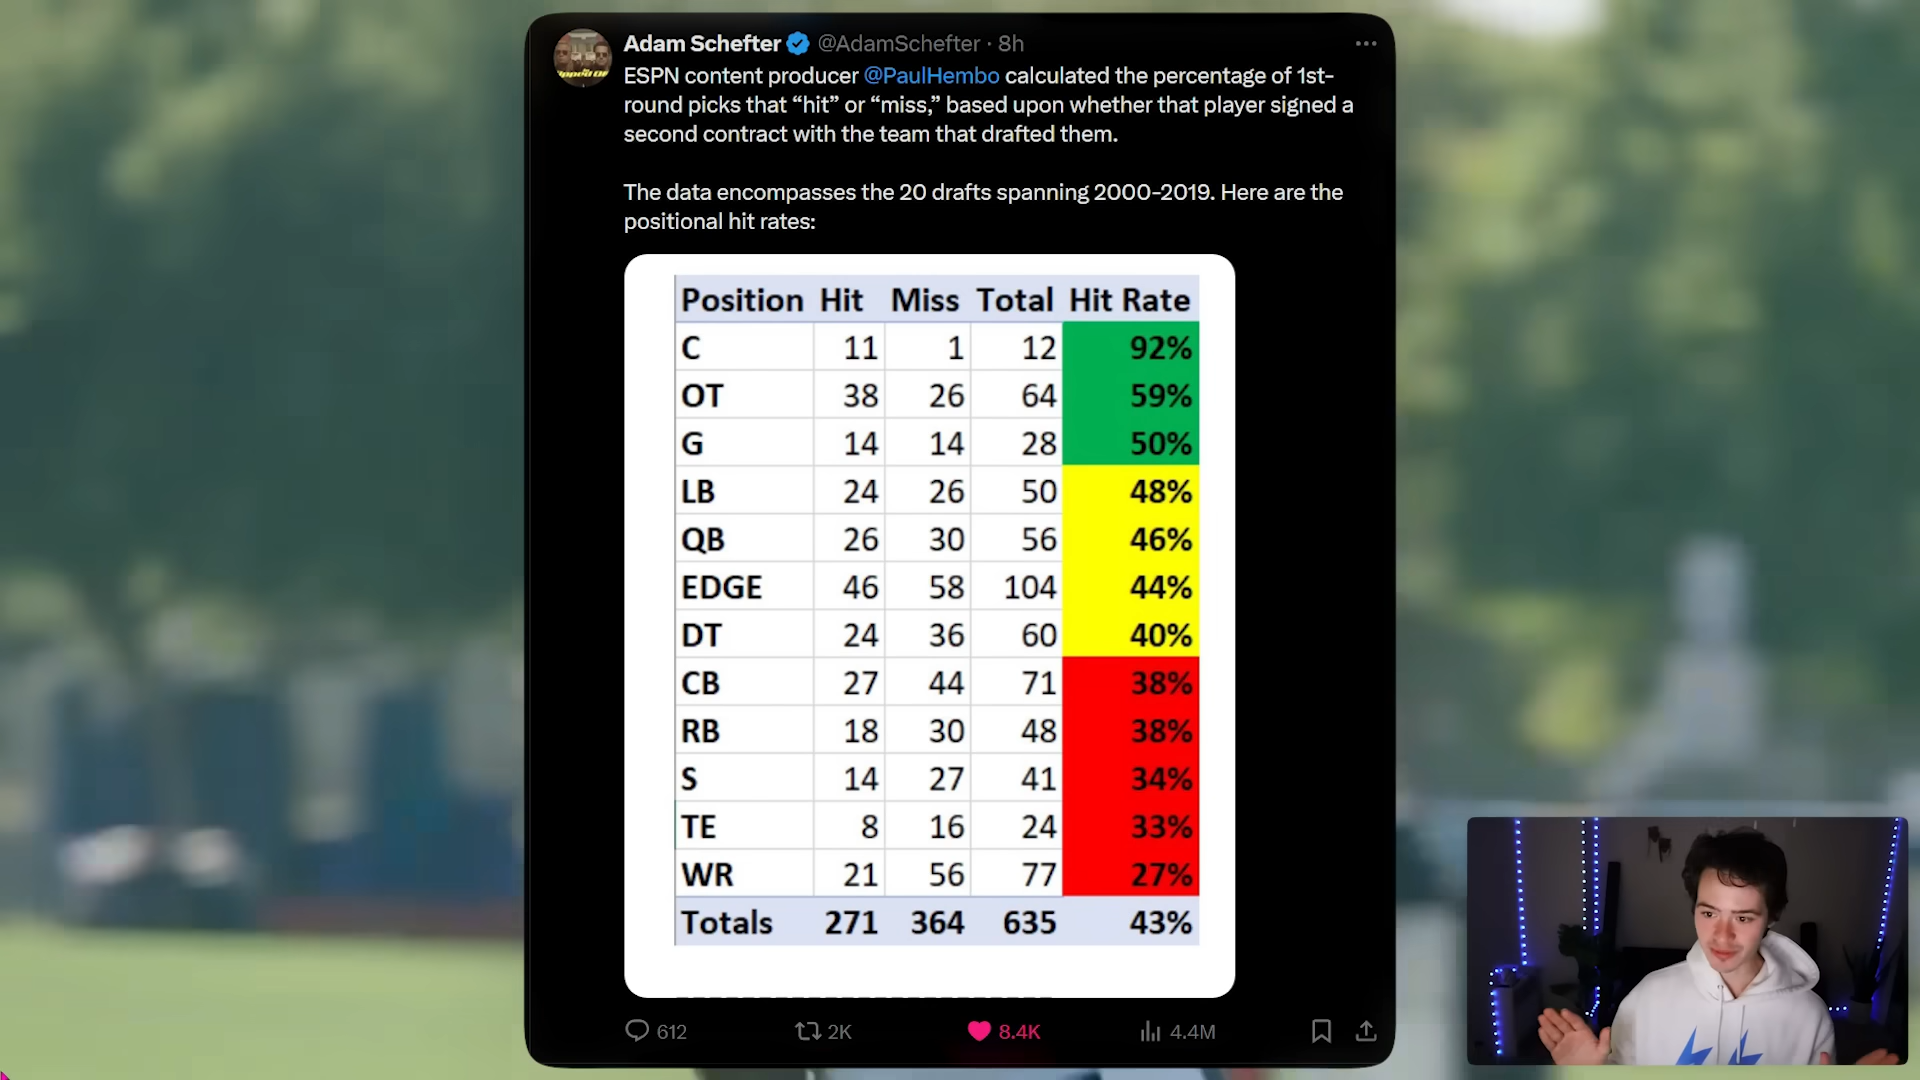 Adam Schefter @AdamSchefter · 8h
ESPN content producer @PaulHembo calculated the percentage of 1st-
round picks that “hit” or “miss,” based upon whether that player signed a
second contract with the team that drafted them.
The data encompasses the 20 drafts spanning 2000-2019. Here are the
positional hit rates:
Position Hit Miss Total Hit Rate
C 11 1 12 92%
OT 38 26 64 59%
G 14 14 28 50%
LB 24 26 50 48%
QB 26 30 56 46%
EDGE 46 58 104 44%
DT 24 36 60 40%
CB 27 44 71 38%
RB 18 30 48 38%
S 14 27 41 34%
TE 8 16 24 33%
WR 21 56 77 27%
Totals 271 364 635 43%
612 2K 8.4K 4.4M